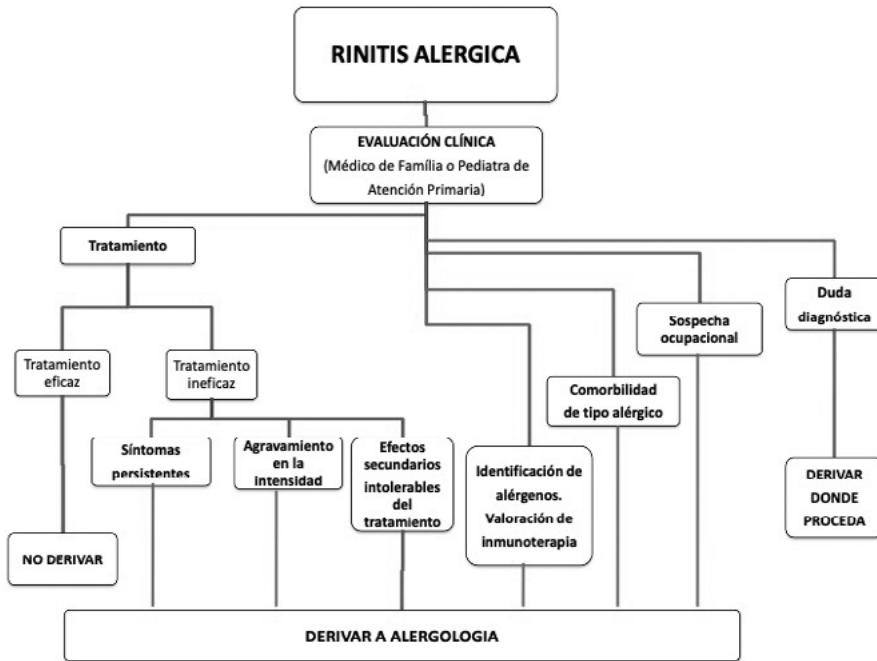 RINITIS ALERGICA
EVALUACIÓN CLÍNICA
(Médico de Família o Pediatra de
Atención Primaria)
Tratamiento
Duda
diagnóstica
Sospecha
ocupacional
Tratamiento
eficaz
Tratamiento
ineficaz
Comorbilidad
de tipo alérgico
Síntomas
persistentes
Agravamiento
en la
intensidad
Efectos
secundarios
intolerables
del
tratamiento
Identificación de
alérgenos.
Valoración de
inmunoterapia
DERIVAR
DONDE
PROCEDA
NO DERIVAR
DERIVAR A ALERGOLOGIA